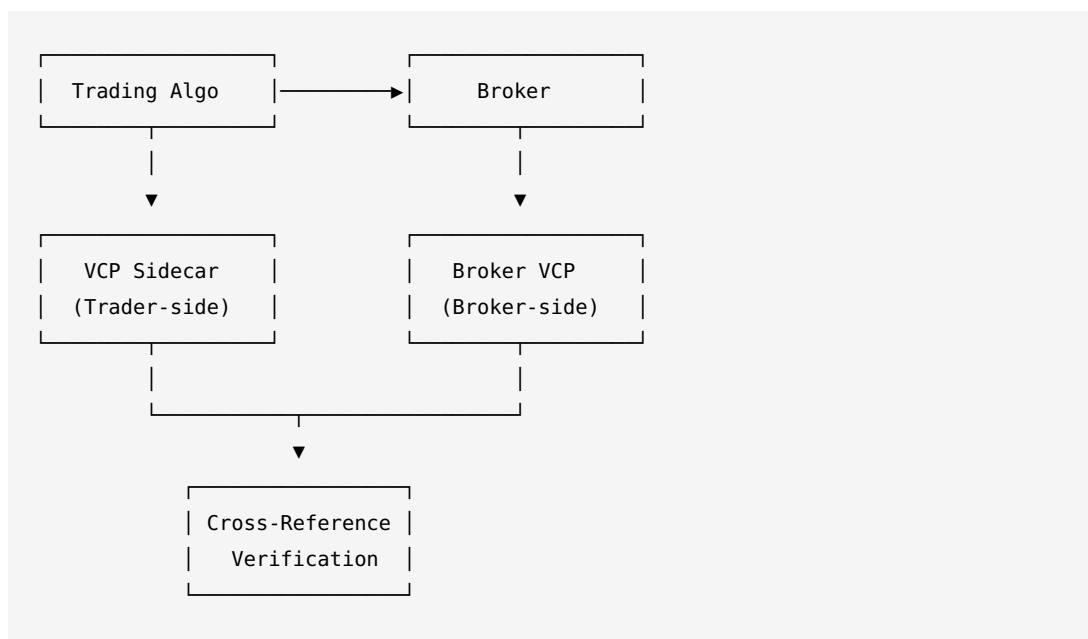 Trading Algo
Broker
VCP Sidecar
Broker VCP
(Trader-side)
(Broker-side)
Cross-Reference
Verification